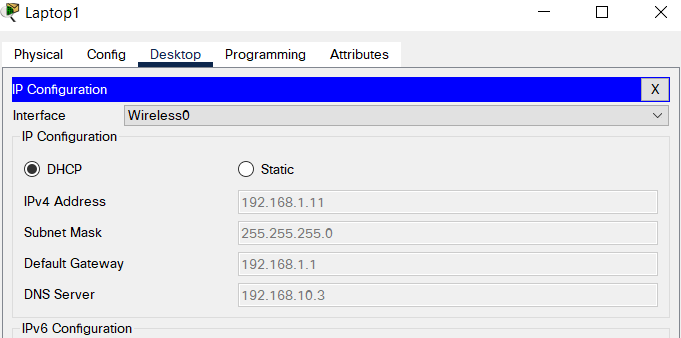 Laptop1
Physical Config Desktop Programming Attributes
IP Configuration X
Interface Wireless0
IP Configuration
DHCP Static
IPv4 Address 192.168.1.11
Subnet Mask 255.255.255.0
Default Gateway 192.168.1.1
DNS Server 192.168.10.3
IPv6 Configuration